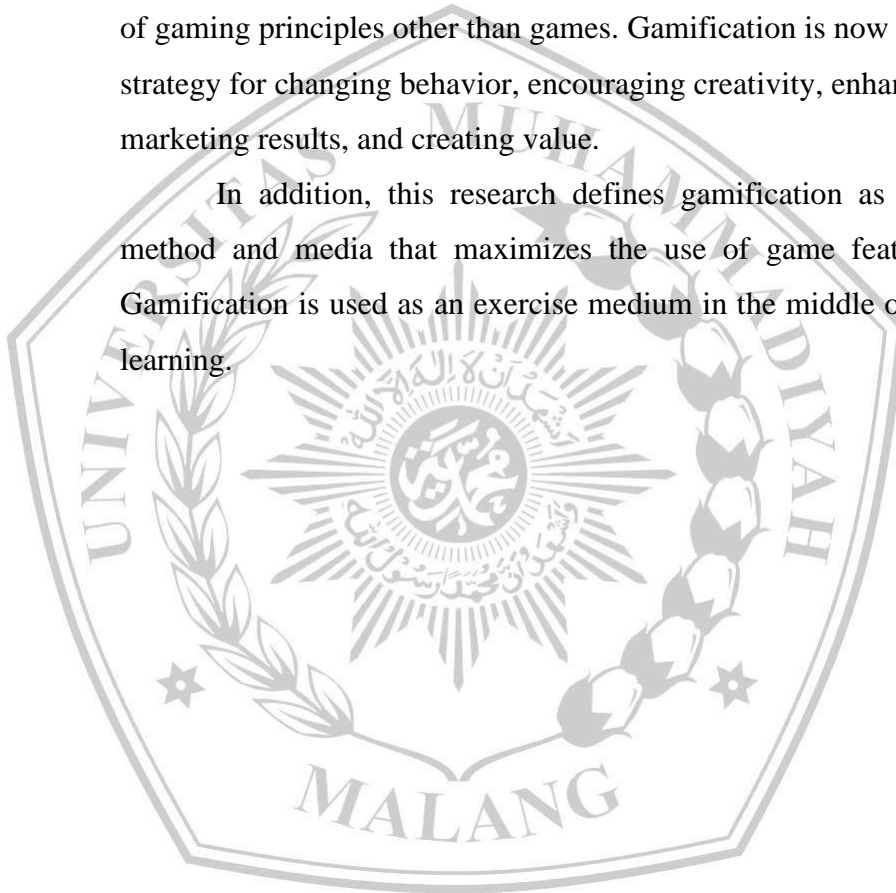 of gaming principles other than games. Gamification is now
strategy for changing behavior, encouraging creativity, enhan
marketing results, and creating value.
In addition, this research defines gamification as
method and media that maximizes the use of game feat
Gamification is used as an exercise medium in the middle o
learning.
UNIVERSITAS MUHAMMADIYAH
MALANG